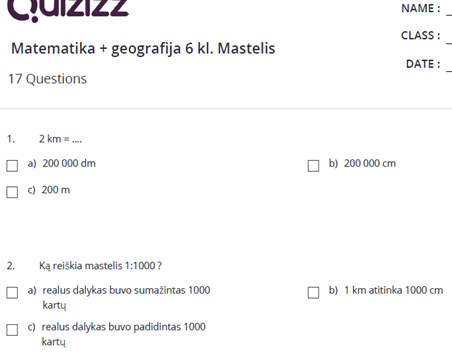 Quizizz
NAME :
CLASS :
DATE :
Matematika + geografija 6 kl. Mastelis
17 Questions
1. 2 km = ....
a) 200 000 dm
b) 200 000 cm
c) 200 m
2. Ką reiškia mastelis 1:1000 ?
a) realus dalykas buvo sumažintas 1000
kartų
b) 1 km atitinka 1000 cm
c) realus dalykas buvo padidintas 1000
kartų